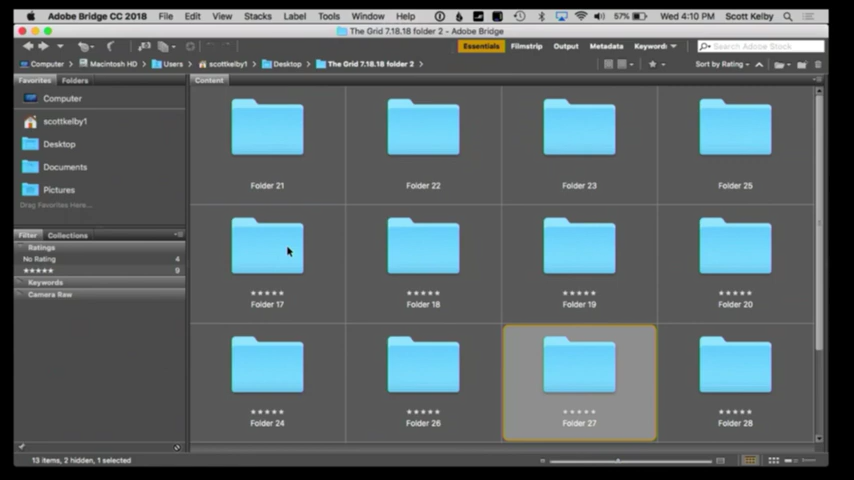 Adobe Bridge CC 2018 File Edit View Stacks Label Tools Window Help 57% Wed 4:10 PM Scott Kelby
The Grid 7.18.18 folder 2 - Adobe Bridge
Essentials Filmstrip Output Metadata Keywords Search Adobe Stock
Computer Macintosh HD Users scottkelby1 Desktop The Grid 7.18.18 folder 2 Sort by Rating
Favorites Folders Content
Computer
scottkelby1
Desktop
Documents
Pictures
Drag Favorites Here...
Filter Collections
Ratings
No Rating 4
★★★★★ 9
Keywords
Camera Raw
Folder 21 Folder 22 Folder 23 Folder 25
★★★★★ ★★★★★ ★★★★★ ★★★★★
Folder 17 Folder 18 Folder 19 Folder 20
★★★★★ ★★★★★ ★★★★★ ★★★★★
Folder 24 Folder 26 Folder 27 Folder 28
13 items, 2 hidden, 1 selected